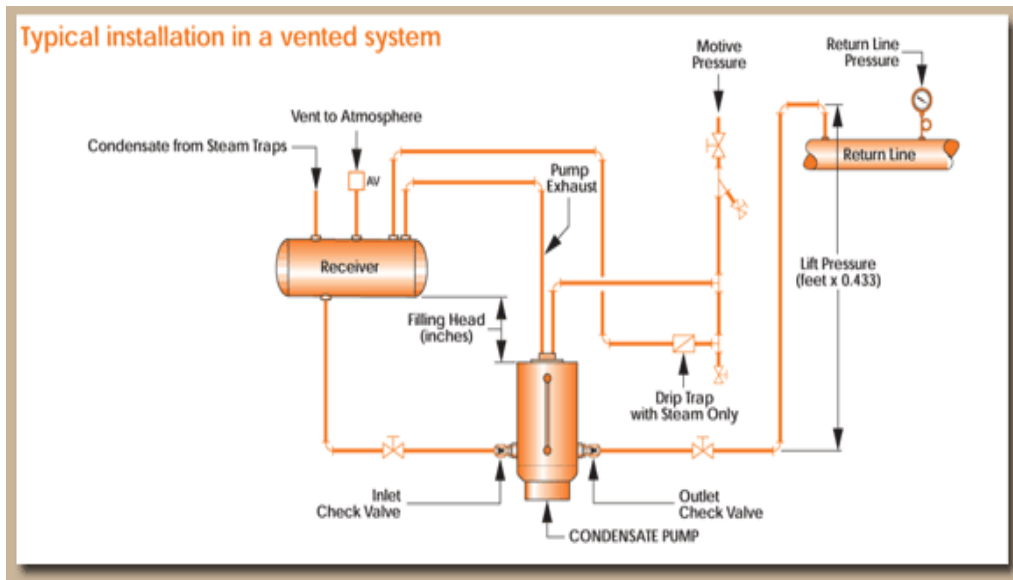 Typical installation in a vented system
Motive
Pressure
Return Line
Pressure
Vent to Atmosphere
Condensate from Steam Traps
AV
Pump
Exhaust
Return Line
Receiver
Lift Pressure
(feet x 0.433)
Filling Head
(inches)
Drip Trap
with Steam Only
Inlet
Check Valve
Outlet
Check Valve
CONDENSATE PUMP